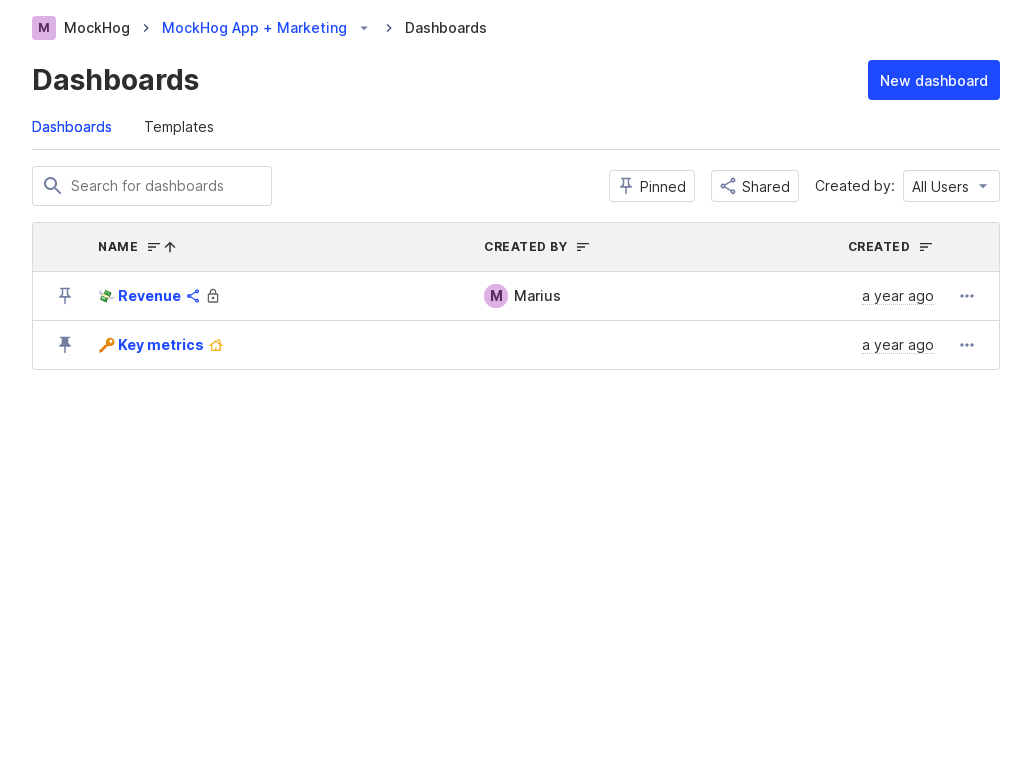 M MockHog MockHog App + Marketing Dashboards
Dashboards
New dashboard
Dashboards Templates
Search for dashboards Pinned Shared Created by: All Users
NAME CREATED BY CREATED
Revenue M Marius a year ago
Key metrics a year ago